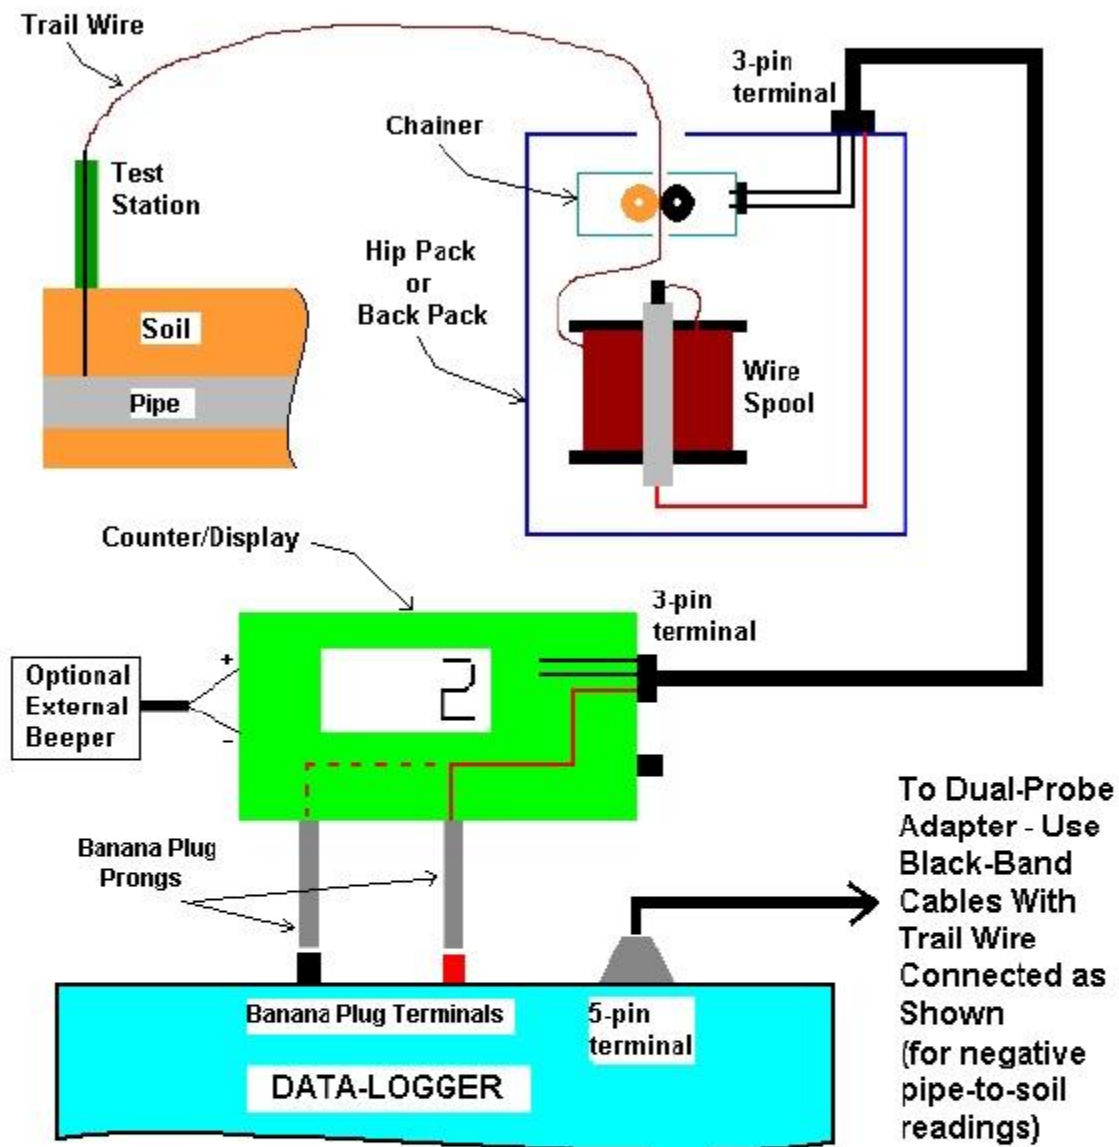 Trail Wire
3-pin
terminal
Chainer
Test
Station
Hip Pack
or
Back Pack
Soil
Pipe
Wire
Spool
Counter/Display
3-pin
terminal
+
Optional
External
Beeper
–
2
Banana Plug
Prongs
To Dual-Probe
Adapter - Use
Black-Band
Cables With
Trail Wire
Connected as
Shown
(for negative
pipe-to-soil
readings)
Banana Plug Terminals
5-pin
terminal
DATA-LOGGER